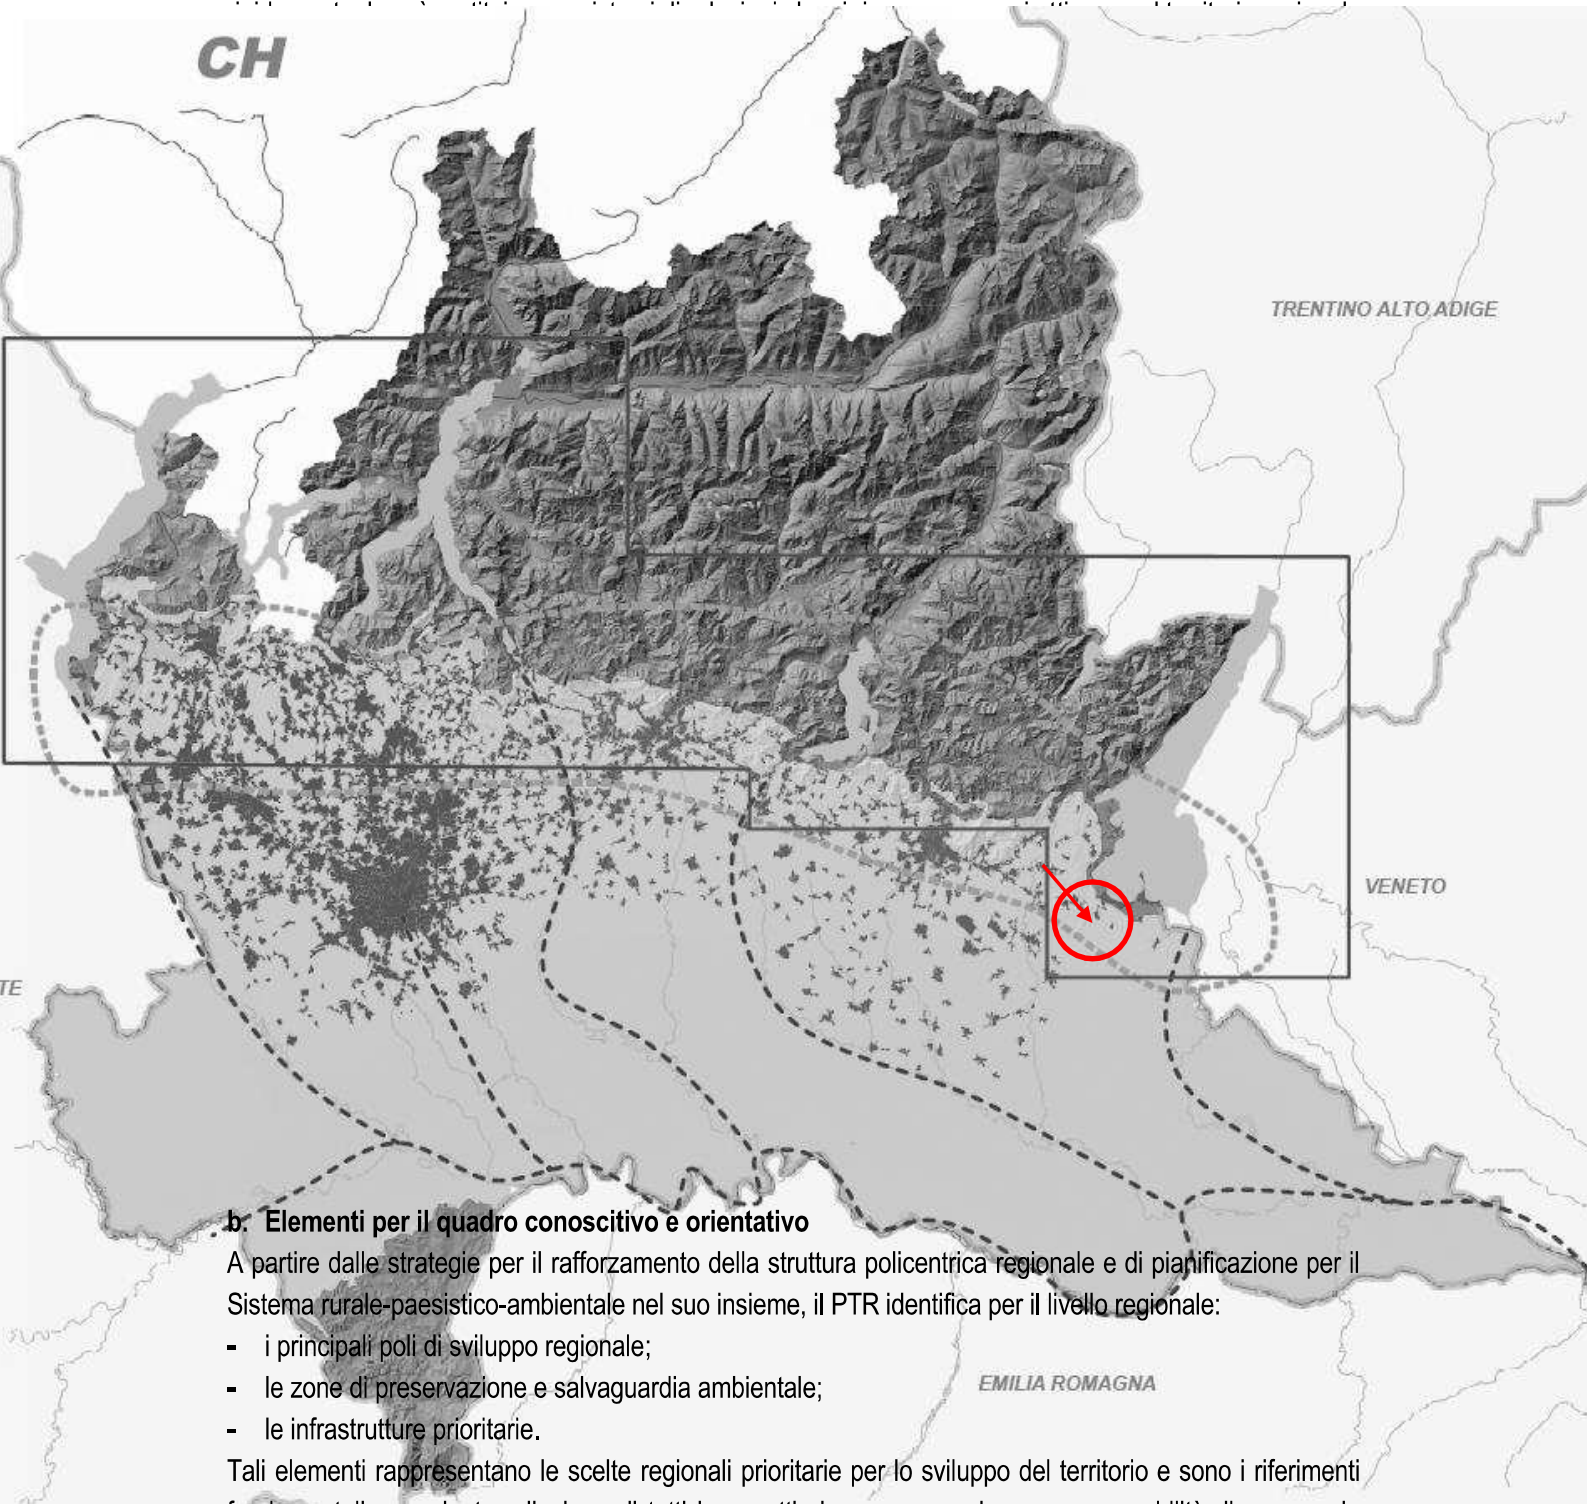 CH
TRENTINO ALTO ADIGE
VENETO
TE
b. Elementi per il quadro conoscitivo e orientativo
A partire dalle strategie per il rafforzamento della struttura policentrica regionale e di pianificazione per il
Sistema rurale-paesistico-ambientale nel suo insieme, il PTR identifica per il livello regionale:
- i principali poli di sviluppo regionale;
- le zone di preservazione e salvaguardia ambientale;
EMILIA ROMAGNA
- le infrastrutture prioritarie.
Tali elementi rappresentano le scelte regionali prioritarie per lo sviluppo del territorio e sono i riferimenti